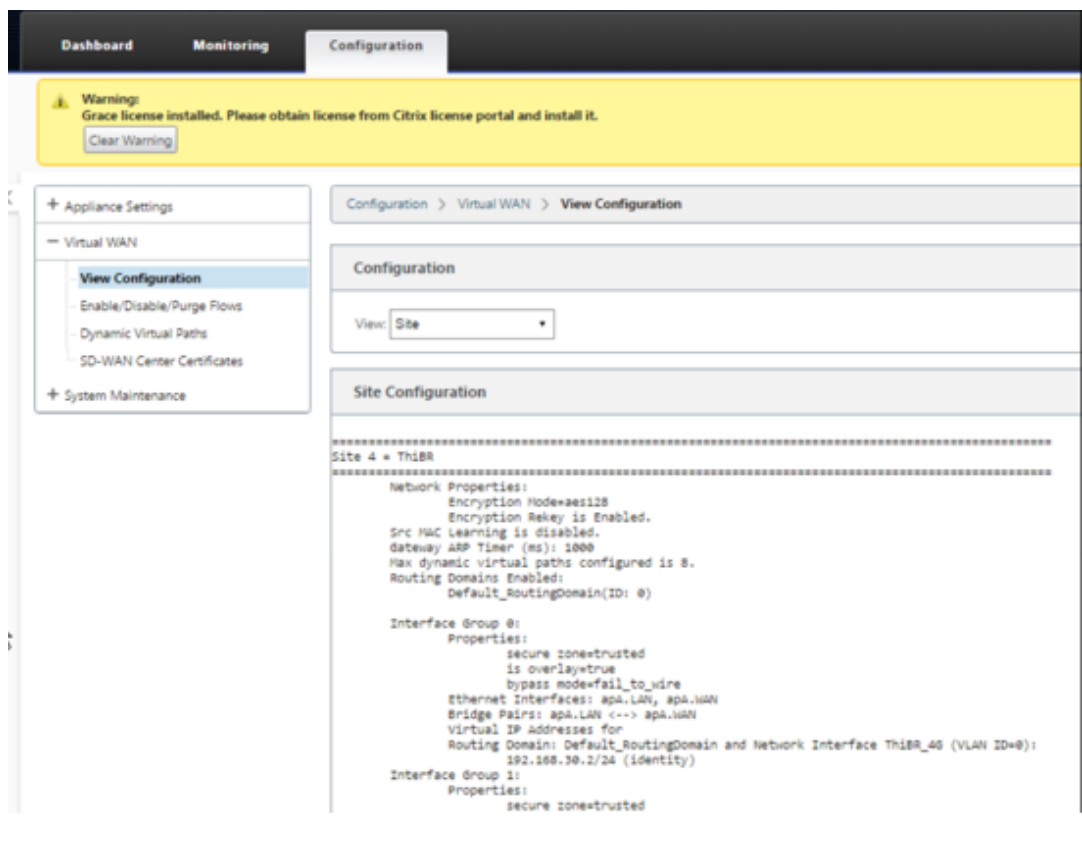 Dashboard Monitoring Configuration
Warning:
Grace license installed. Please obtain license from Citrix license portal and install it.
Clear Warning
+ Appliance Settings
− Virtual WAN
View Configuration
Enable/Disable/Purge Flows
Dynamic Virtual Paths
SD-WAN Center Certificates
+ System Maintenance
Configuration > Virtual WAN > View Configuration
Configuration
View: Site
Site Configuration
====================================================================================================
Site 4 = ThiBR
====================================================================================================
Network Properties:
Encryption Mode=aes128
Encryption Rekey is Enabled.
Src MAC Learning is disabled.
Gateway ARP Timer (ms): 1000
Max dynamic virtual paths configured is 8.
Routing Domains Enabled:
Default_RoutingDomain(ID: 0)
Interface Group 0:
Properties:
secure zone=trusted
is overlay=true
bypass mode=fail_to_wire
Ethernet Interfaces: apA.LAN, apA.WAN
Bridge Pairs: apA.LAN <--> apA.WAN
Virtual IP Addresses for
Routing Domain: Default_RoutingDomain and Network Interface ThiBR_4G (VLAN ID=0):
192.168.30.2/24 (identity)
Interface Group 1:
Properties:
secure zone=trusted